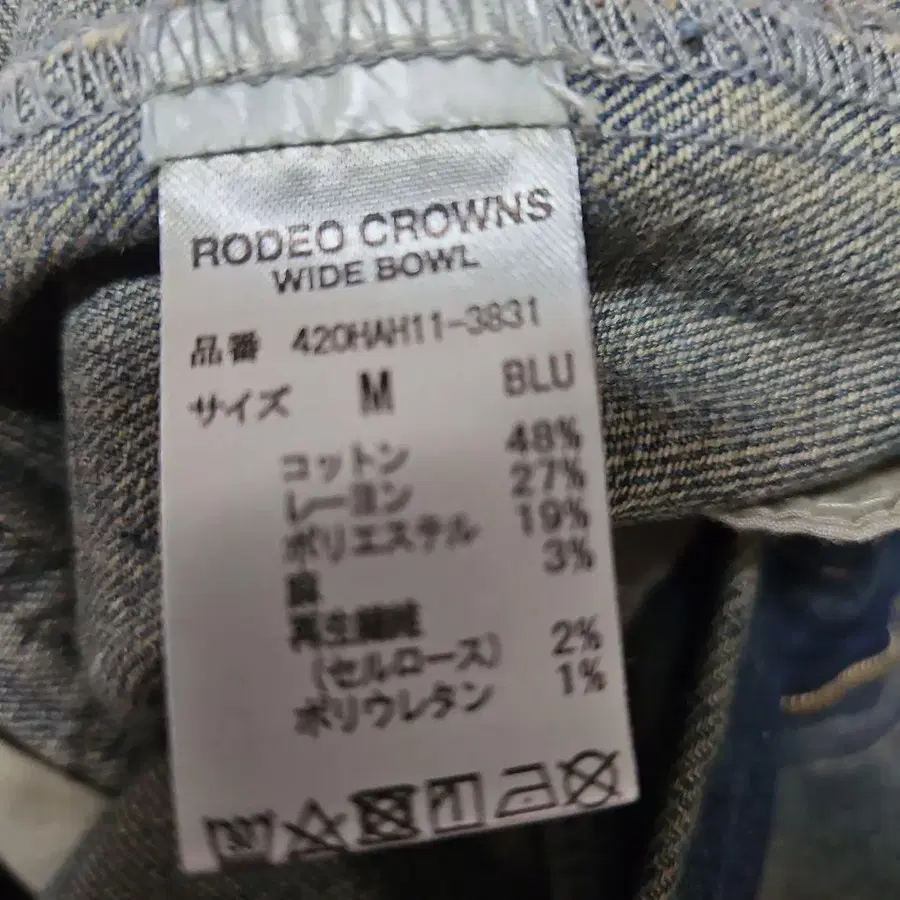 RODEO CROWNS
WIDE BOWL
品番 420HAH11-3831
サイズ M BLU
コットン 48%
レーヨン 27%
ポリエステル 19%
3%
再生繊維
(セルロース) 2%
ポリウレタン 1%